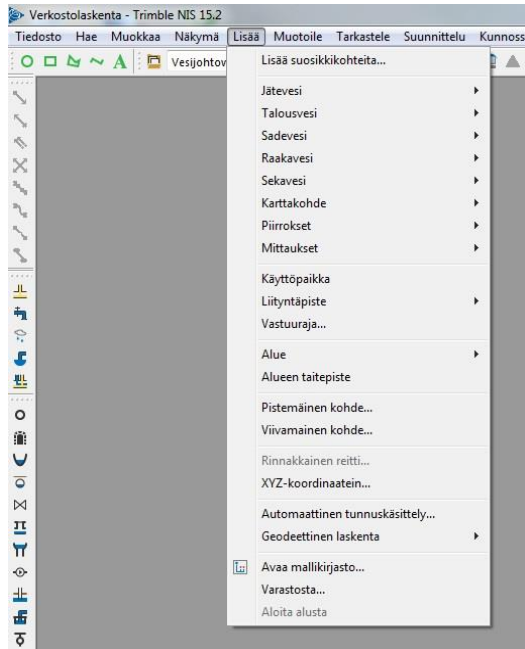 Verkostolaskenta - Trimble NIS 15.2
Tiedosto Hae Muokkaa Näkymä Lisää Muotoile Tarkastele Suunnittelu Kunnoss
A Vesijohtov
Lisää suosikkikohteita...
Jätevesi
Talousvesi
Sadevesi
Raakavesi
Sekavesi
Karttakohde
Piirrokset
Mittaukset
Käyttöpaikka
Liityntäpiste
Vastuuraja...
Alue
Alueen taitepiste
Pistemäinen kohde...
Viivamainen kohde...
Rinnakkainen reitti...
XYZ-koordinaatein...
Automaattinen tunnuskäsittely...
Geodeettinen laskenta
Avaa mallikirjasto...
Varastosta...
Aloita alusta